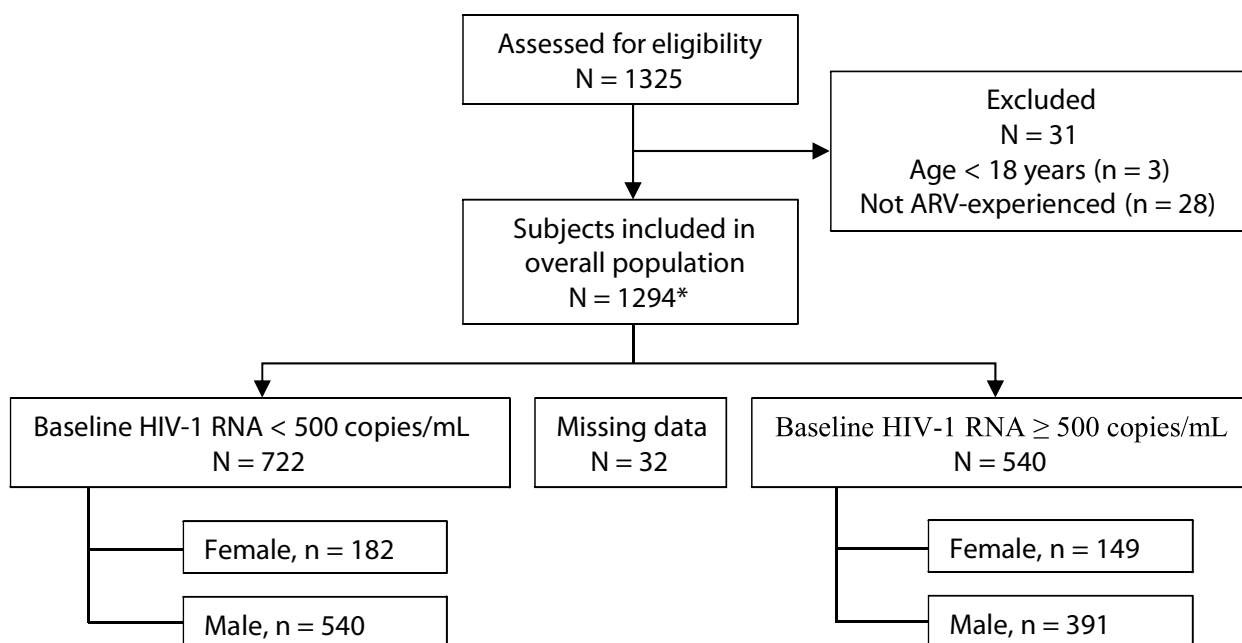 Assessed for eligibility
N = 1325
Excluded
N = 31
Age < 18 years (n = 3)
Not ARV-experienced (n = 28)
Subjects included in
overall population
N = 1294*
Baseline HIV-1 RNA < 500 copies/mL
N = 722
Missing data
N = 32
Baseline HIV-1 RNA ≥ 500 copies/mL
N = 540
Female, n = 182
Male, n = 540
Female, n = 149
Male, n = 391